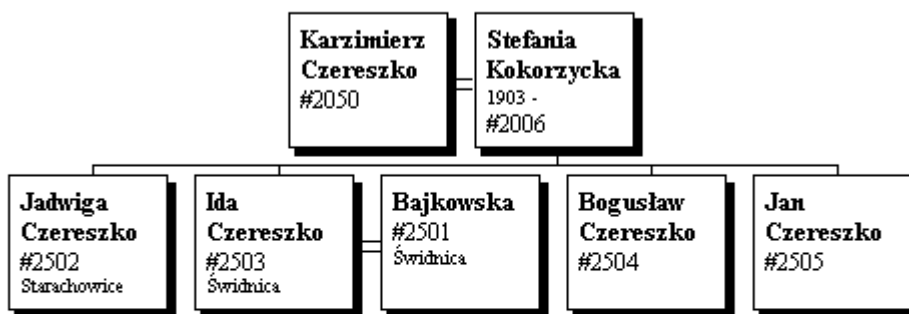 Karzimierz
Czereszko
#2050
Stefania
Kokorzycka
1903 -
#2006
Jadwiga
Czereszko
#2502
Starachowice
Ida
Czereszko
#2503
Świdnica
Bajkowska
#2501
Świdnica
Bogusław
Czereszko
#2504
Jan
Czereszko
#2505